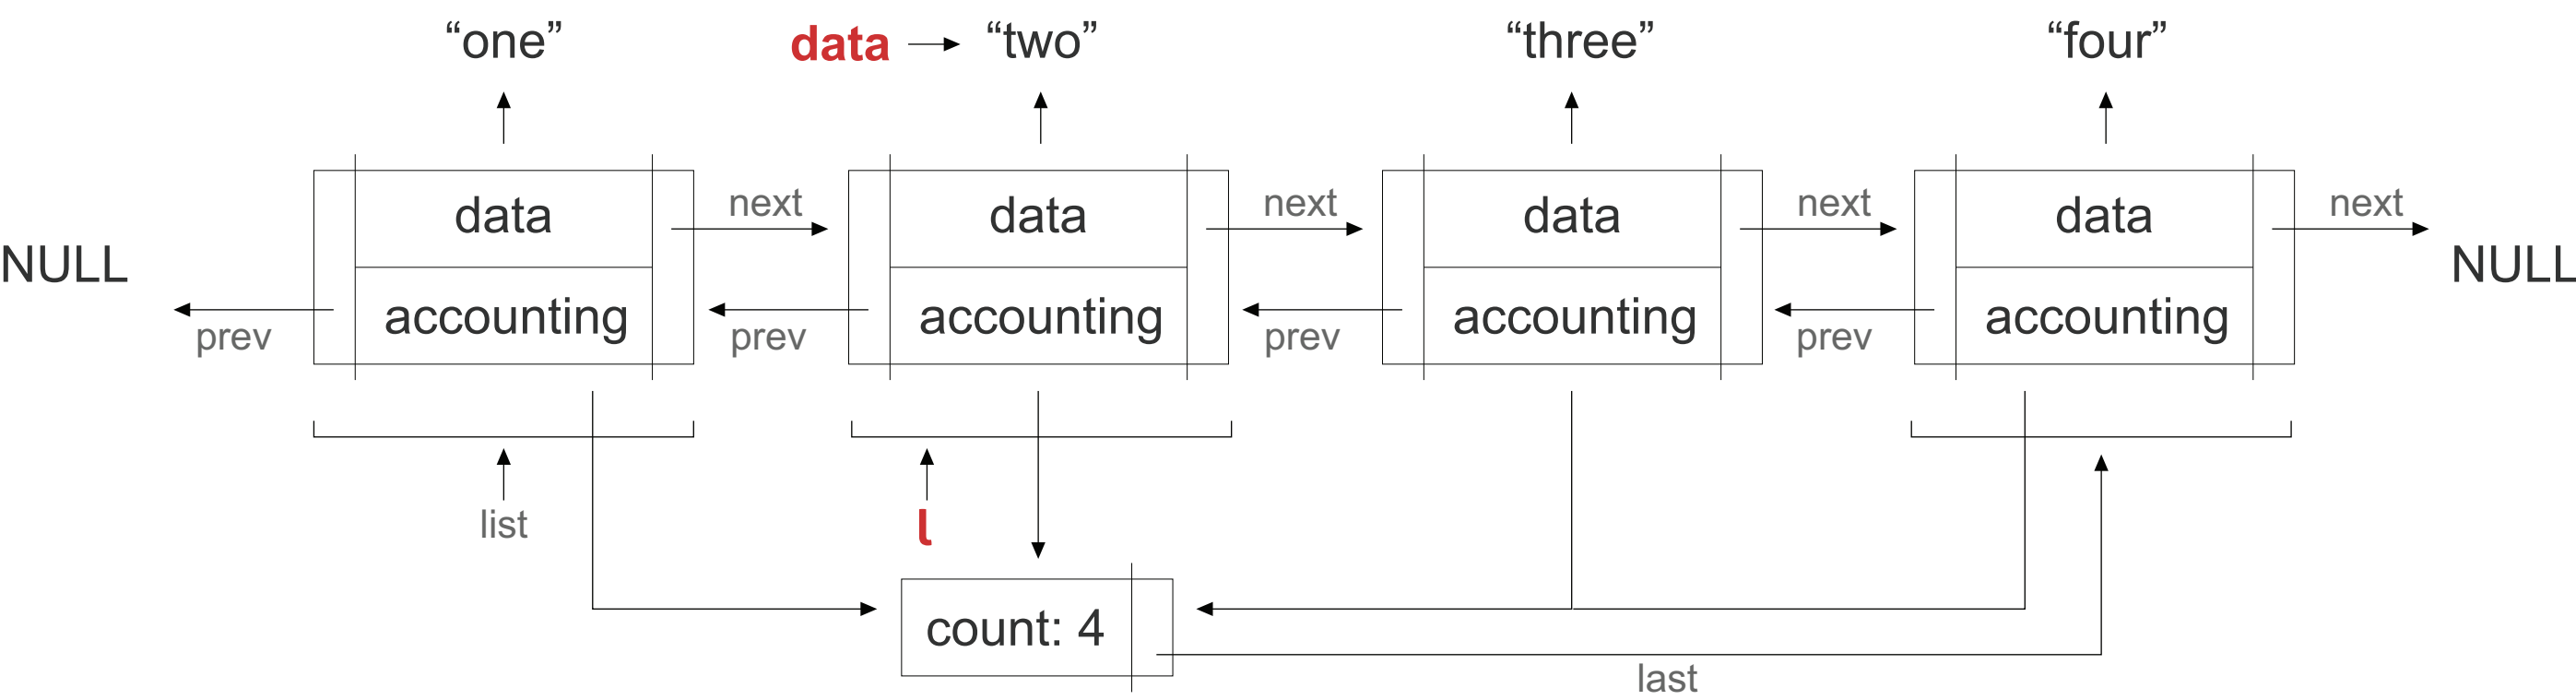 “one” data “two” “three” “four”
next next next next
data data data data
NULL NULL
accounting accounting accounting accounting
prev prev prev prev
list l
count: 4
last